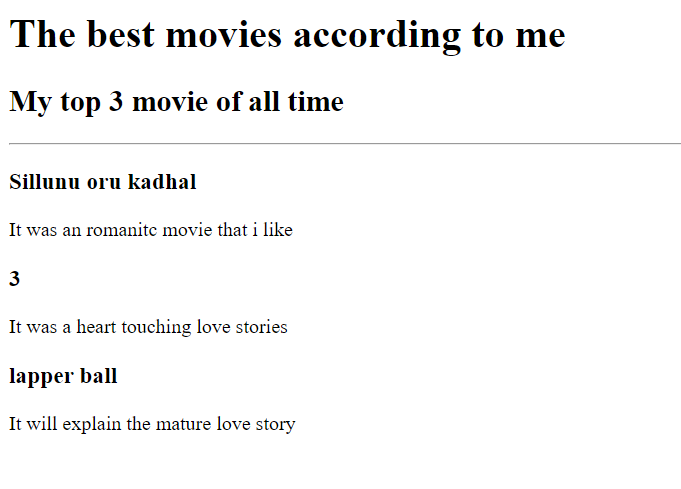 The best movies according to me
My top 3 movie of all time
Sillunu oru kadhal
It was an romanitc movie that i like
3
It was a heart touching love stories
lapper ball
It will explain the mature love story